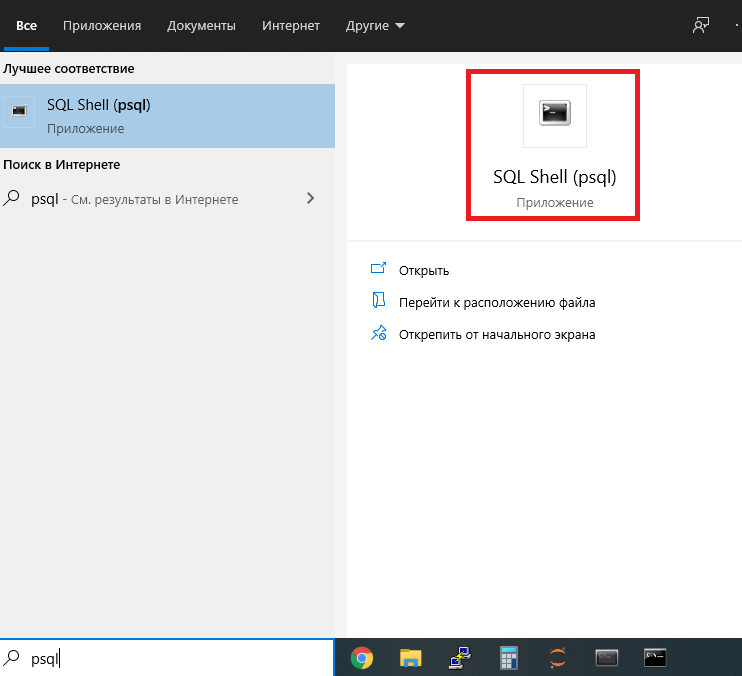 Все Приложения Документы Интернет Другие
Лучшее соответствие
SQL Shell (psql)
Приложение
Поиск в Интернете
psql - См. результаты в Интернете
SQL Shell (psql)
Приложение
Открыть
Перейти к расположению файла
Открепить от начального экрана
psql